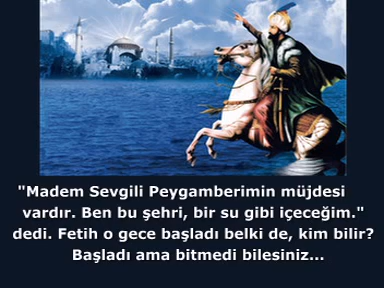 "Madem Sevgili Peygamberimin müjdesi
vardır. Ben bu şehri, bir su gibi içeceğim."
dedi. Fetih o gece başladı belki de, kim bilir?
Başladı ama bitmedi bilesiniz...